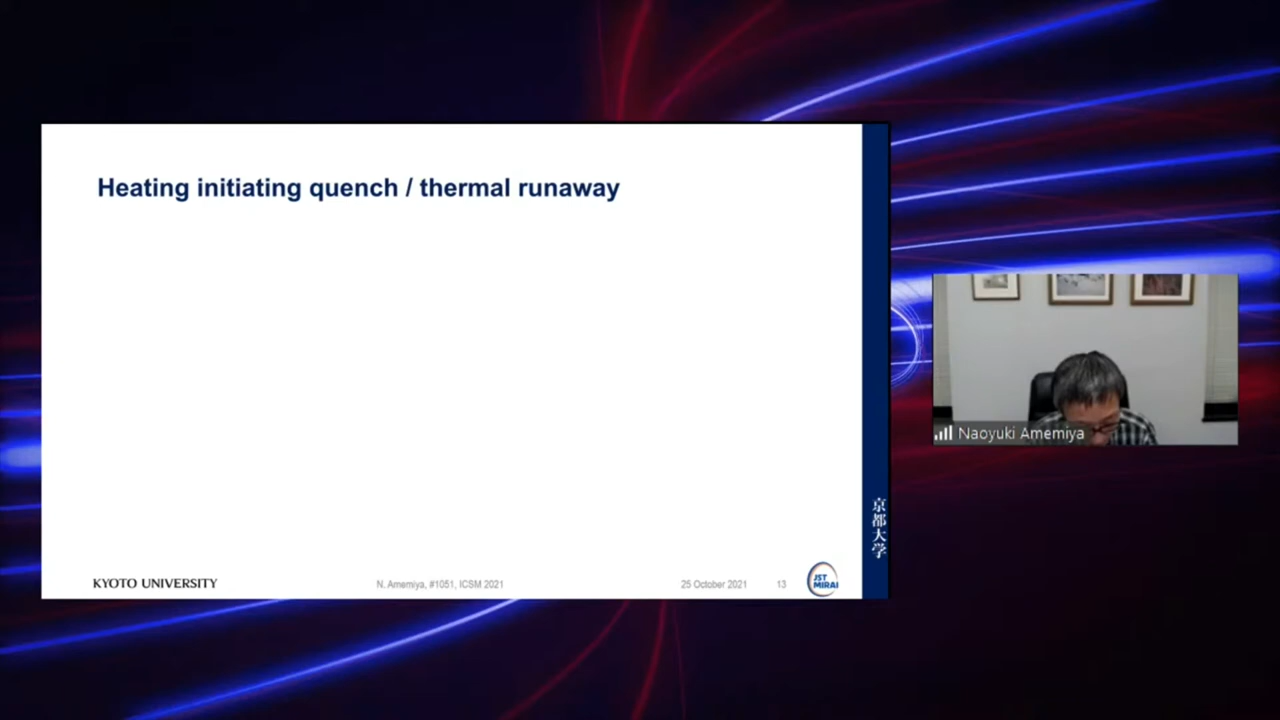 Heating initiating quench / thermal runaway
京都大学
KYOTO UNIVERSITY
N. Amemiya, #1051, ICSM 2021
25 October 2021
13
JST
MIRAI
Naoyuki Amemiya